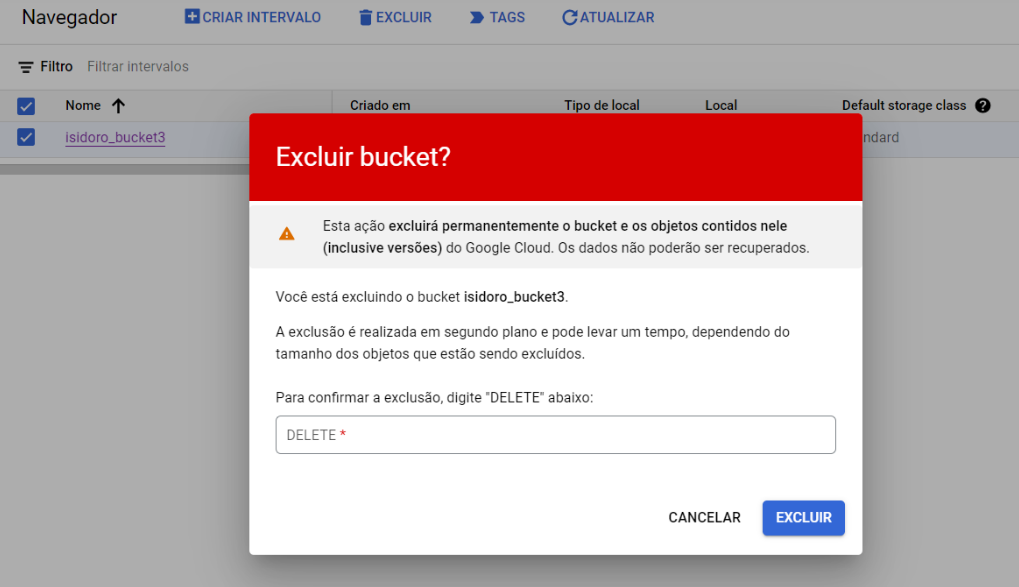 Navegador CRIAR INTERVALO EXCLUIR TAGS ATUALIZAR
Filtro Filtrar intervalos
Nome Criado em Tipo de local Local Default storage class
isidoro_bucket3 ndard
Excluir bucket?
Esta ação excluirá permanentemente o bucket e os objetos contidos nele
(inclusive versões) do Google Cloud. Os dados não poderão ser recuperados.
Você está excluindo o bucket isidoro_bucket3.
A exclusão é realizada em segundo plano e pode levar um tempo, dependendo do
tamanho dos objetos que estão sendo excluídos.
Para confirmar a exclusão, digite "DELETE" abaixo:
DELETE *
CANCELAR EXCLUIR